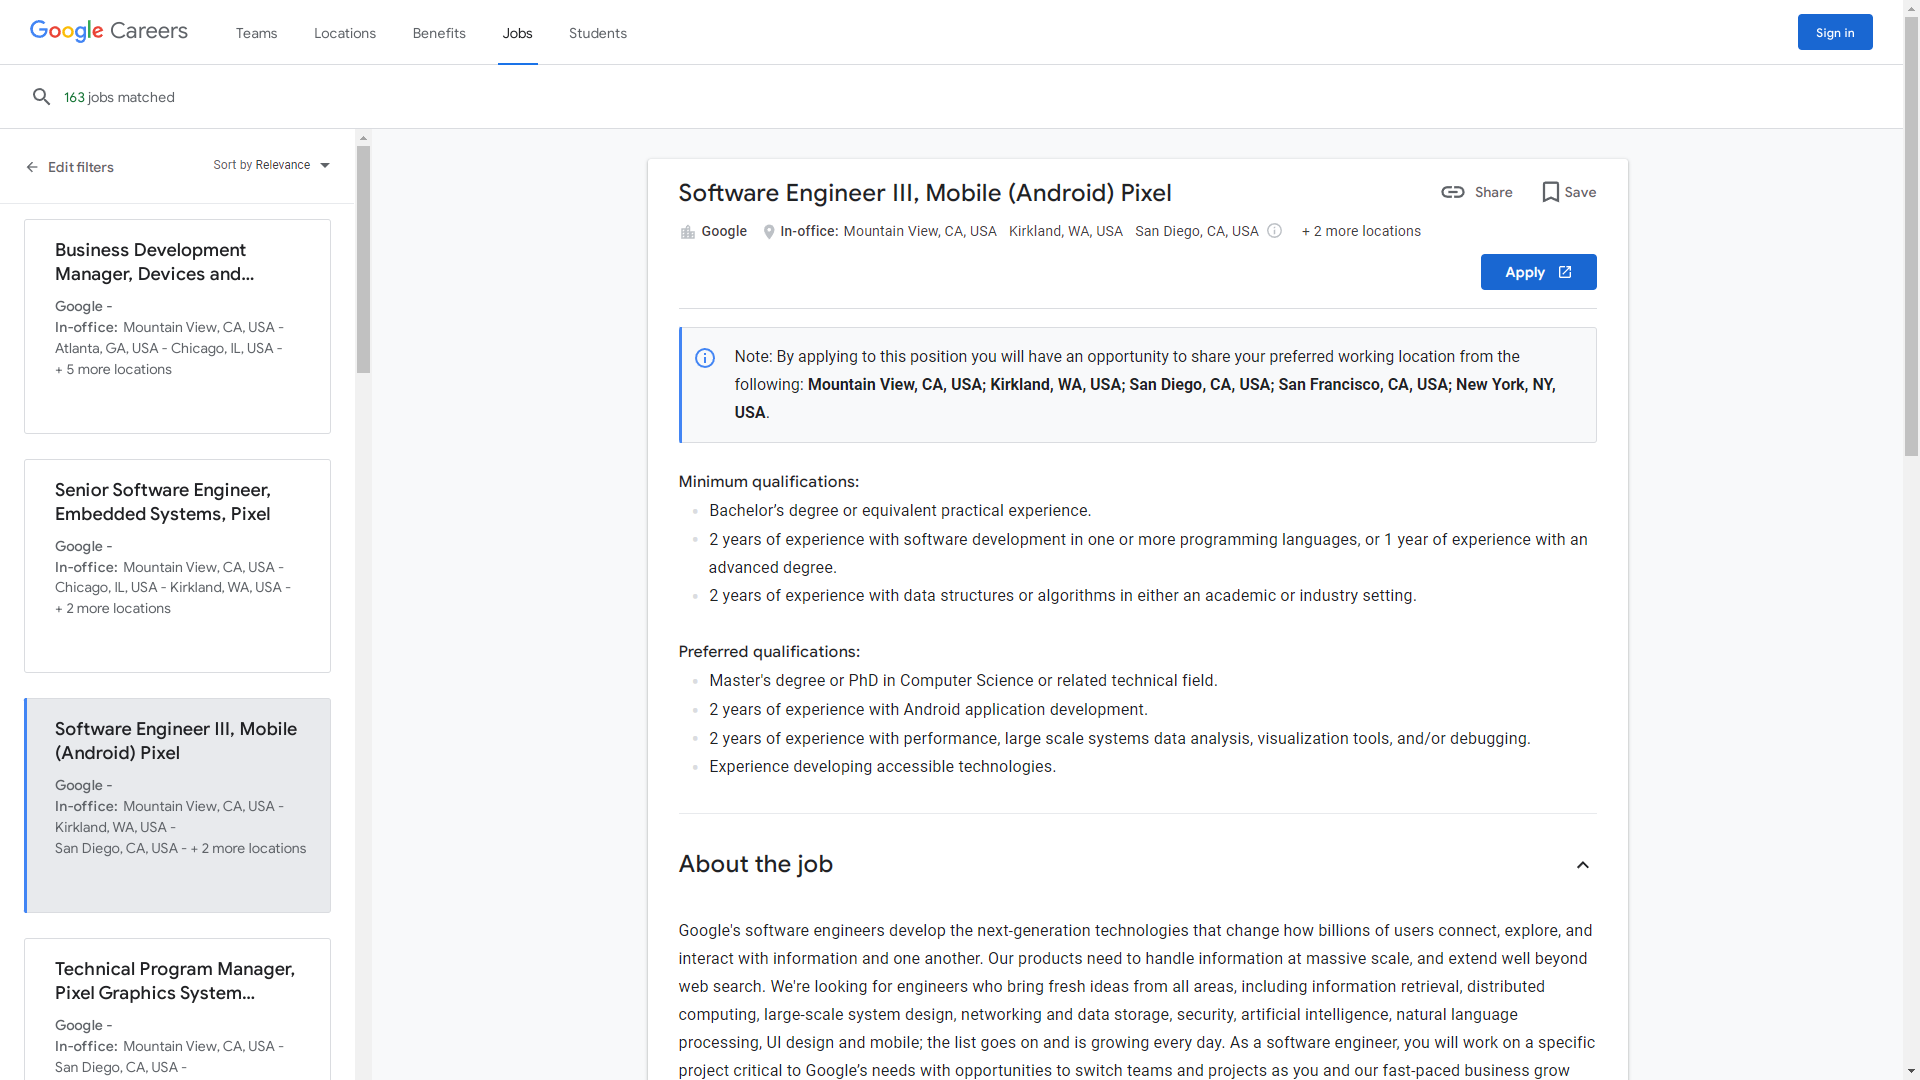 Google Careers
Teams
Locations
Benefits
Jobs
Students
Sign in
163 jobs matched
Edit filters
Sort by Relevance
Business Development
Manager, Devices and...
Google -
In-office: Mountain View, CA, USA -
Atlanta, GA, USA - Chicago, IL, USA -
+ 5 more locations
Senior Software Engineer,
Embedded Systems, Pixel
Google -
In-office: Mountain View, CA, USA -
Chicago, IL, USA - Kirkland, WA, USA -
+ 2 more locations
Software Engineer III, Mobile
(Android) Pixel
Google -
In-office: Mountain View, CA, USA -
Kirkland, WA, USA -
San Diego, CA, USA - + 2 more locations
Technical Program Manager,
Pixel Graphics System...
Google -
In-office: Mountain View, CA, USA -
San Diego, CA, USA -
Software Engineer III, Mobile (Android) Pixel
Share
Save
Google In-office: Mountain View, CA, USA Kirkland, WA, USA San Diego, CA, USA + 2 more locations
Apply
Note: By applying to this position you will have an opportunity to share your preferred working location from the
following: Mountain View, CA, USA; Kirkland, WA, USA; San Diego, CA, USA; San Francisco, CA, USA; New York, NY,
USA.
Minimum qualifications:
Bachelor’s degree or equivalent practical experience.
2 years of experience with software development in one or more programming languages, or 1 year of experience with an
advanced degree.
2 years of experience with data structures or algorithms in either an academic or industry setting.
Preferred qualifications:
Master's degree or PhD in Computer Science or related technical field.
2 years of experience with Android application development.
2 years of experience with performance, large scale systems data analysis, visualization tools, and/or debugging.
Experience developing accessible technologies.
About the job
Google's software engineers develop the next-generation technologies that change how billions of users connect, explore, and
interact with information and one another. Our products need to handle information at massive scale, and extend well beyond
web search. We're looking for engineers who bring fresh ideas from all areas, including information retrieval, distributed
computing, large-scale system design, networking and data storage, security, artificial intelligence, natural language
processing, UI design and mobile; the list goes on and is growing every day. As a software engineer, you will work on a specific
project critical to Google’s needs with opportunities to switch teams and projects as you and our fast-paced business grow